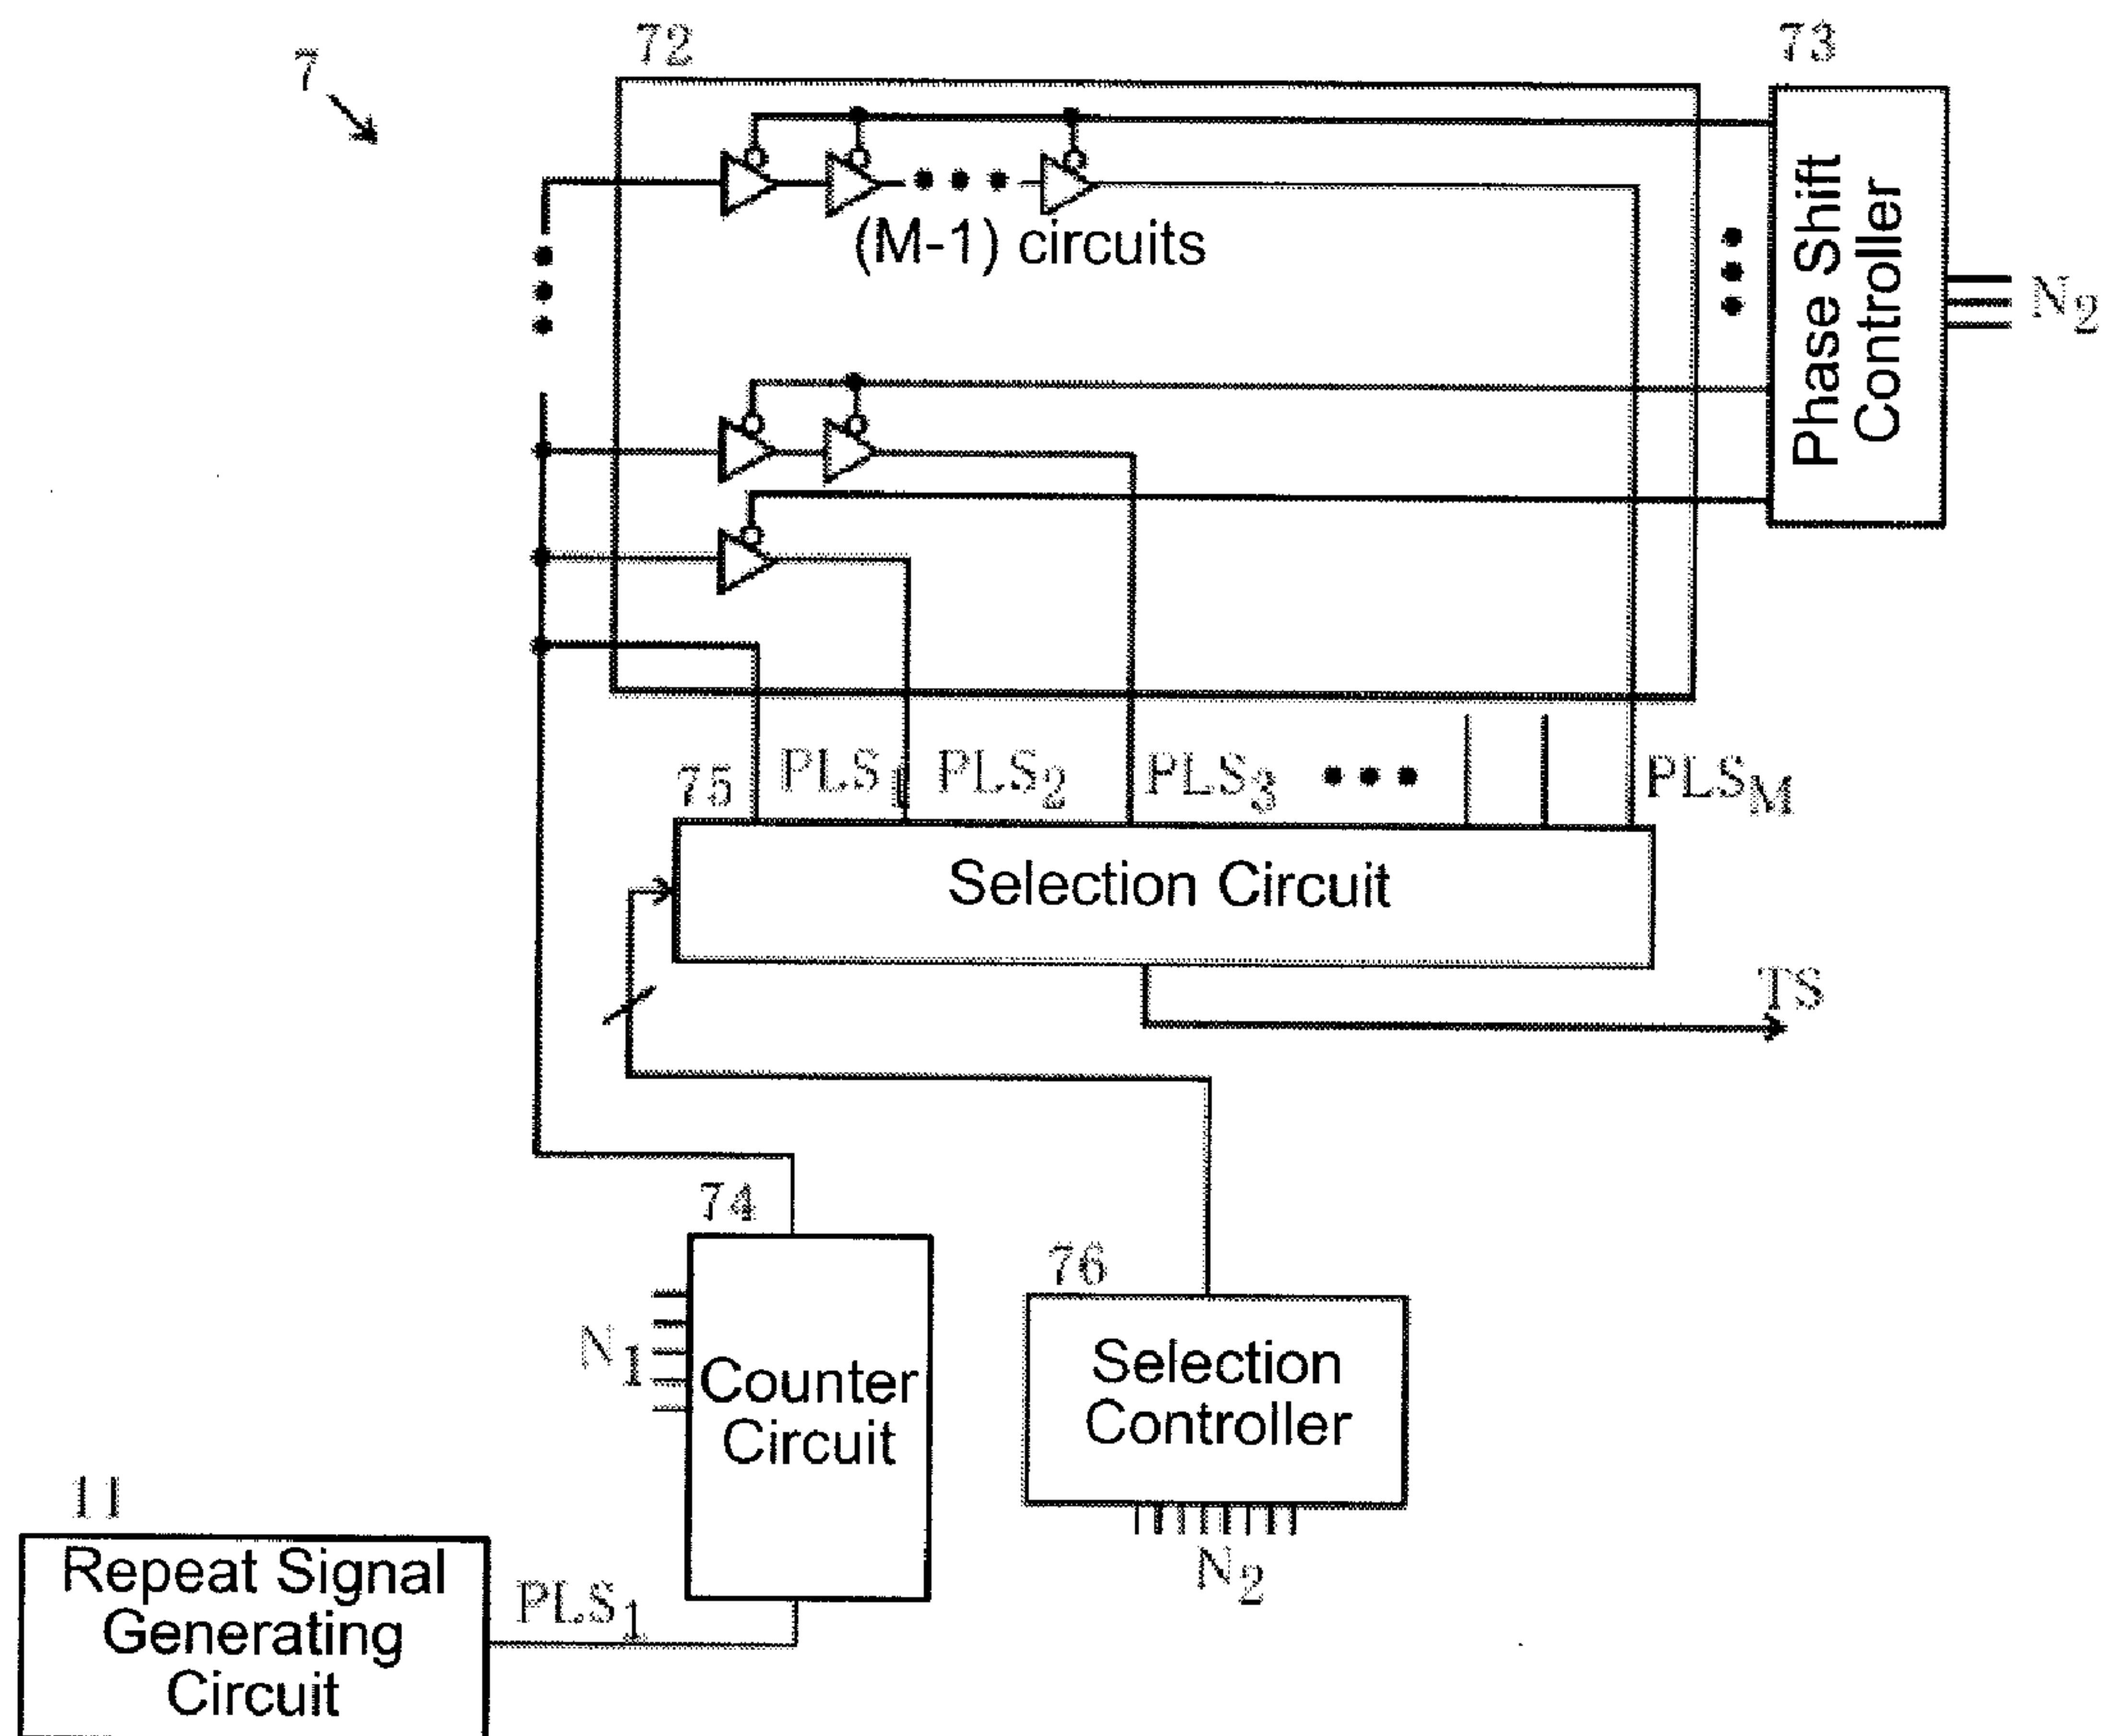 7
72
73
(M-1) circuits
Phase Shift
Controller
N2
75
PLS1
PLS2
PLS3
PLSM
Selection Circuit
TS
74
N1
Counter
Circuit
76
Selection
Controller
N2
11
Repeat Signal
Generating
Circuit
PLS1